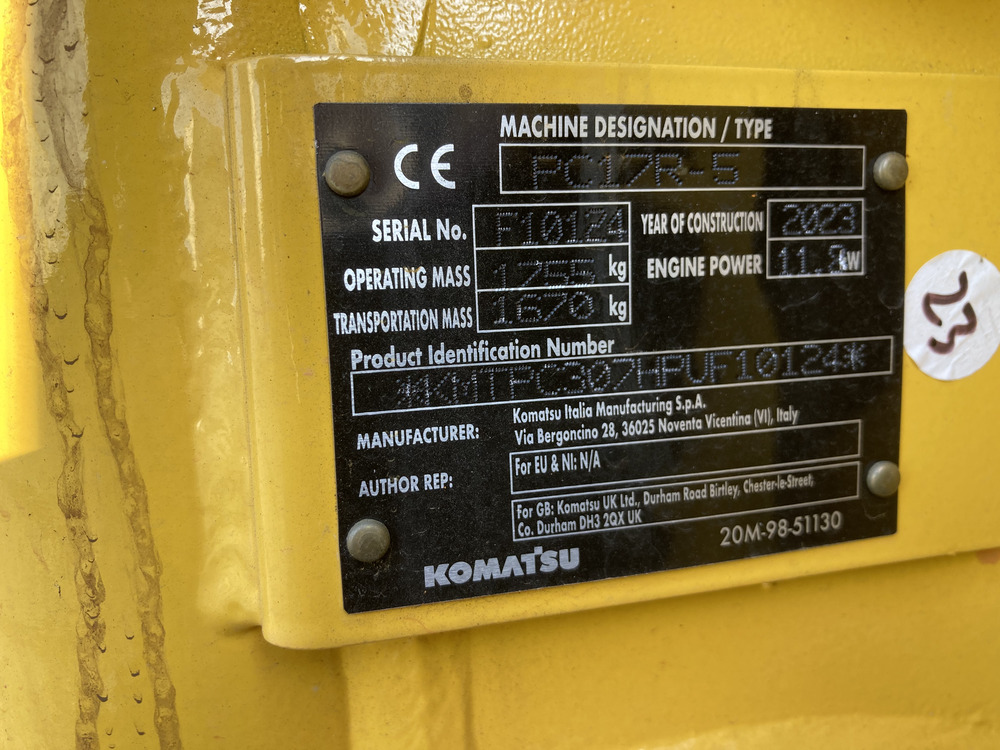 MACHINE DESIGNATION / TYPE
CE
PC17R-5
SERIAL No. F10124
YEAR OF CONSTRUCTION 2023
OPERATING MASS 1755 kg
ENGINE POWER 11.3 kW
TRANSPORTATION MASS 1670 kg
Product Identification Number
*KMTPC307HPVF10124*
MANUFACTURER: Komatsu Italia Manufacturing S.p.A.
Via Bergoncino 28, 36025 Noventa Vicentina (VI), Italy
AUTHOR REP: For EU & NI: N/A
For GB: Komatsu UK Ltd., Durham Road Birtley, Chester-le-Street,
Co. Durham DH3 2QX UK
20M-98-51130
KOMATSU
23